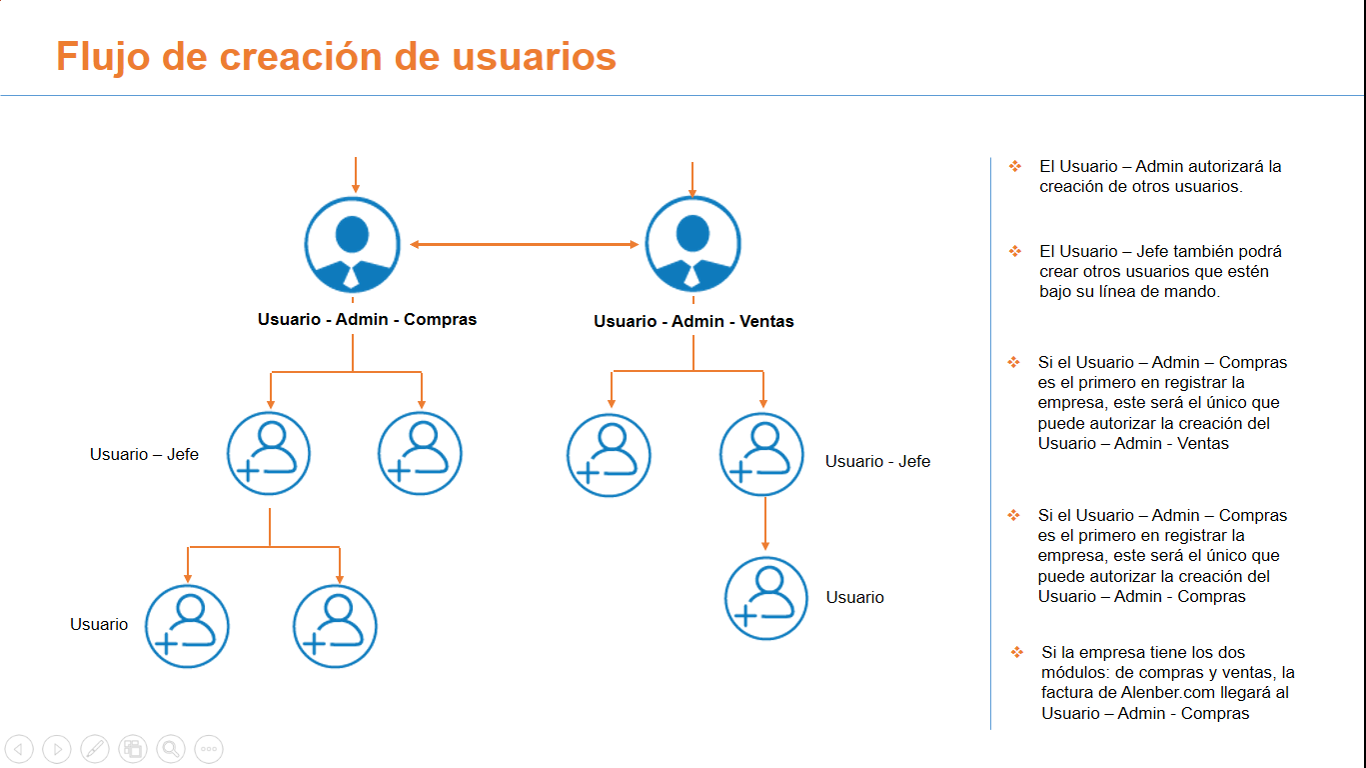 Flujo de creación de usuarios
Usuario - Admin - Compras
Usuario - Admin - Ventas
Usuario – Jefe
Usuario - Jefe
Usuario
Usuario
El Usuario – Admin autorizará la
creación de otros usuarios.
El Usuario – Jefe también podrá
crear otros usuarios que estén
bajo su línea de mando.
Si el Usuario – Admin – Compras
es el primero en registrar la
empresa, este será el único que
puede autorizar la creación del
Usuario – Admin - Ventas
Si el Usuario – Admin – Compras
es el primero en registrar la
empresa, este será el único que
puede autorizar la creación del
Usuario – Admin - Compras
Si la empresa tiene los dos
módulos: de compras y ventas, la
factura de Alenber.com llegará al
Usuario – Admin - Compras